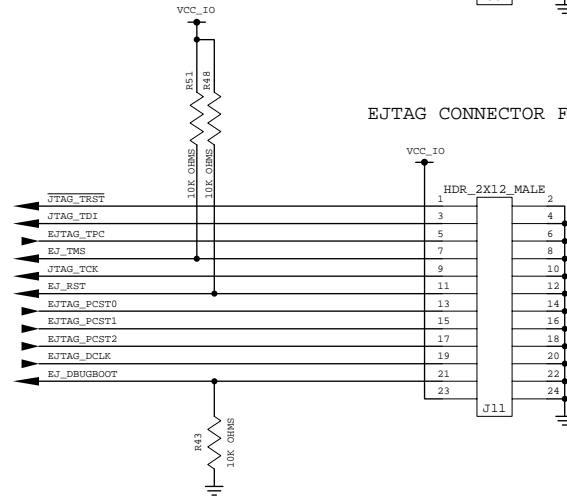 VCC_IO
R51
R48
10K OHMS
10K OHMS
EJTAG CONNECTOR F
VCC_IO
HDR_2X12_MALE
JTAG_TRST 1 2
JTAG_TDI 3 4
EJTAG_TPC 5 6
EJ_TMS 7 8
JTAG_TCK 9 10
EJ_RST 11 12
EJTAG_PCST0 13 14
EJTAG_PCST1 15 16
EJTAG_PCST2 17 18
EJTAG_DCLK 19 20
EJ_DBUGBOOT 21 22
23 24
J11
R43
10K OHMS